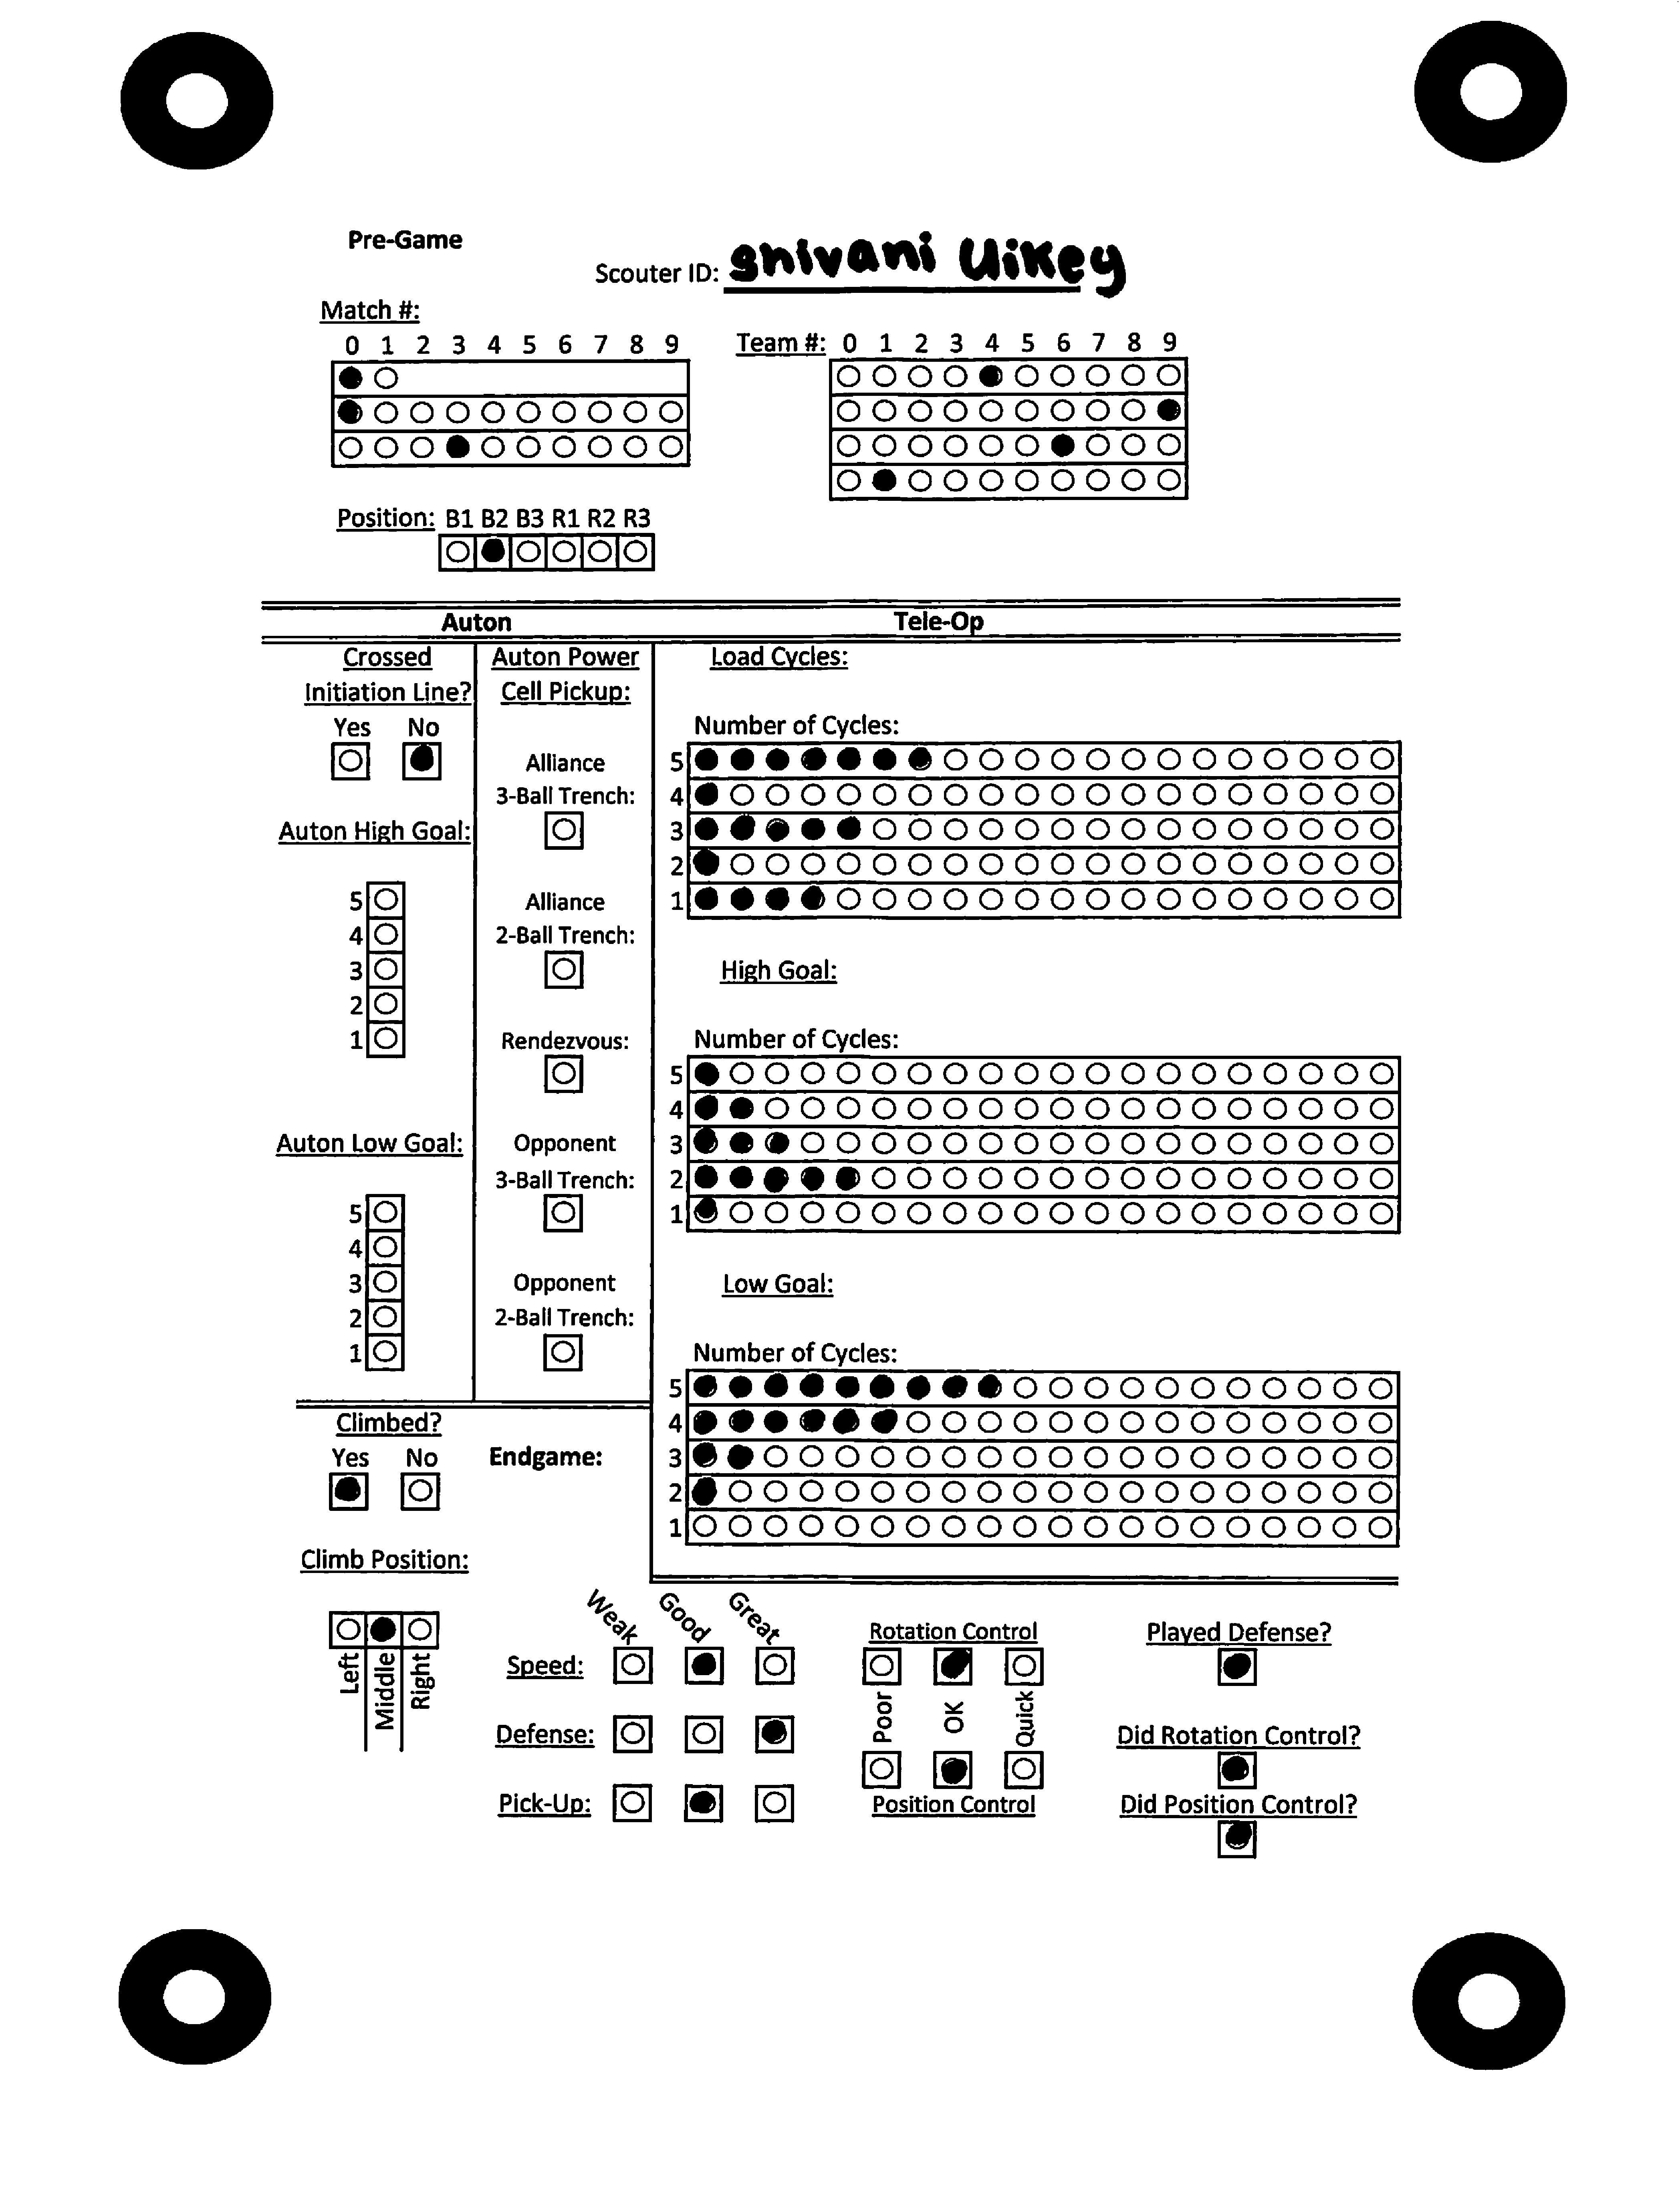 Pre-Game
Scouter ID: Shivani Uikey
Match #:
0 1 2 3 4 5 6 7 8 9
Team #: 0 1 2 3 4 5 6 7 8 9
Position: B1 B2 B3 R1 R2 R3
Auton
Tele-Op
Crossed
Initiation Line?
Yes No
Auton High Goal:
5
4
3
2
1
Auton Low Goal:
5
4
3
2
1
Auton Power
Cell Pickup:
Alliance
3-Ball Trench:
Alliance
2-Ball Trench:
Rendezvous:
Opponent
3-Ball Trench:
Opponent
2-Ball Trench:
Load Cycles:
Number of Cycles:
5
4
3
2
1
High Goal:
Number of Cycles:
5
4
3
2
1
Low Goal:
Number of Cycles:
5
4
3
2
1
Climbed?
Yes No
Endgame:
Climb Position:
Left Middle Right
Weak Good Great
Speed:
Defense:
Pick-Up:
Rotation Control
Poor OK Quick
Position Control
Played Defense?
Did Rotation Control?
Did Position Control?